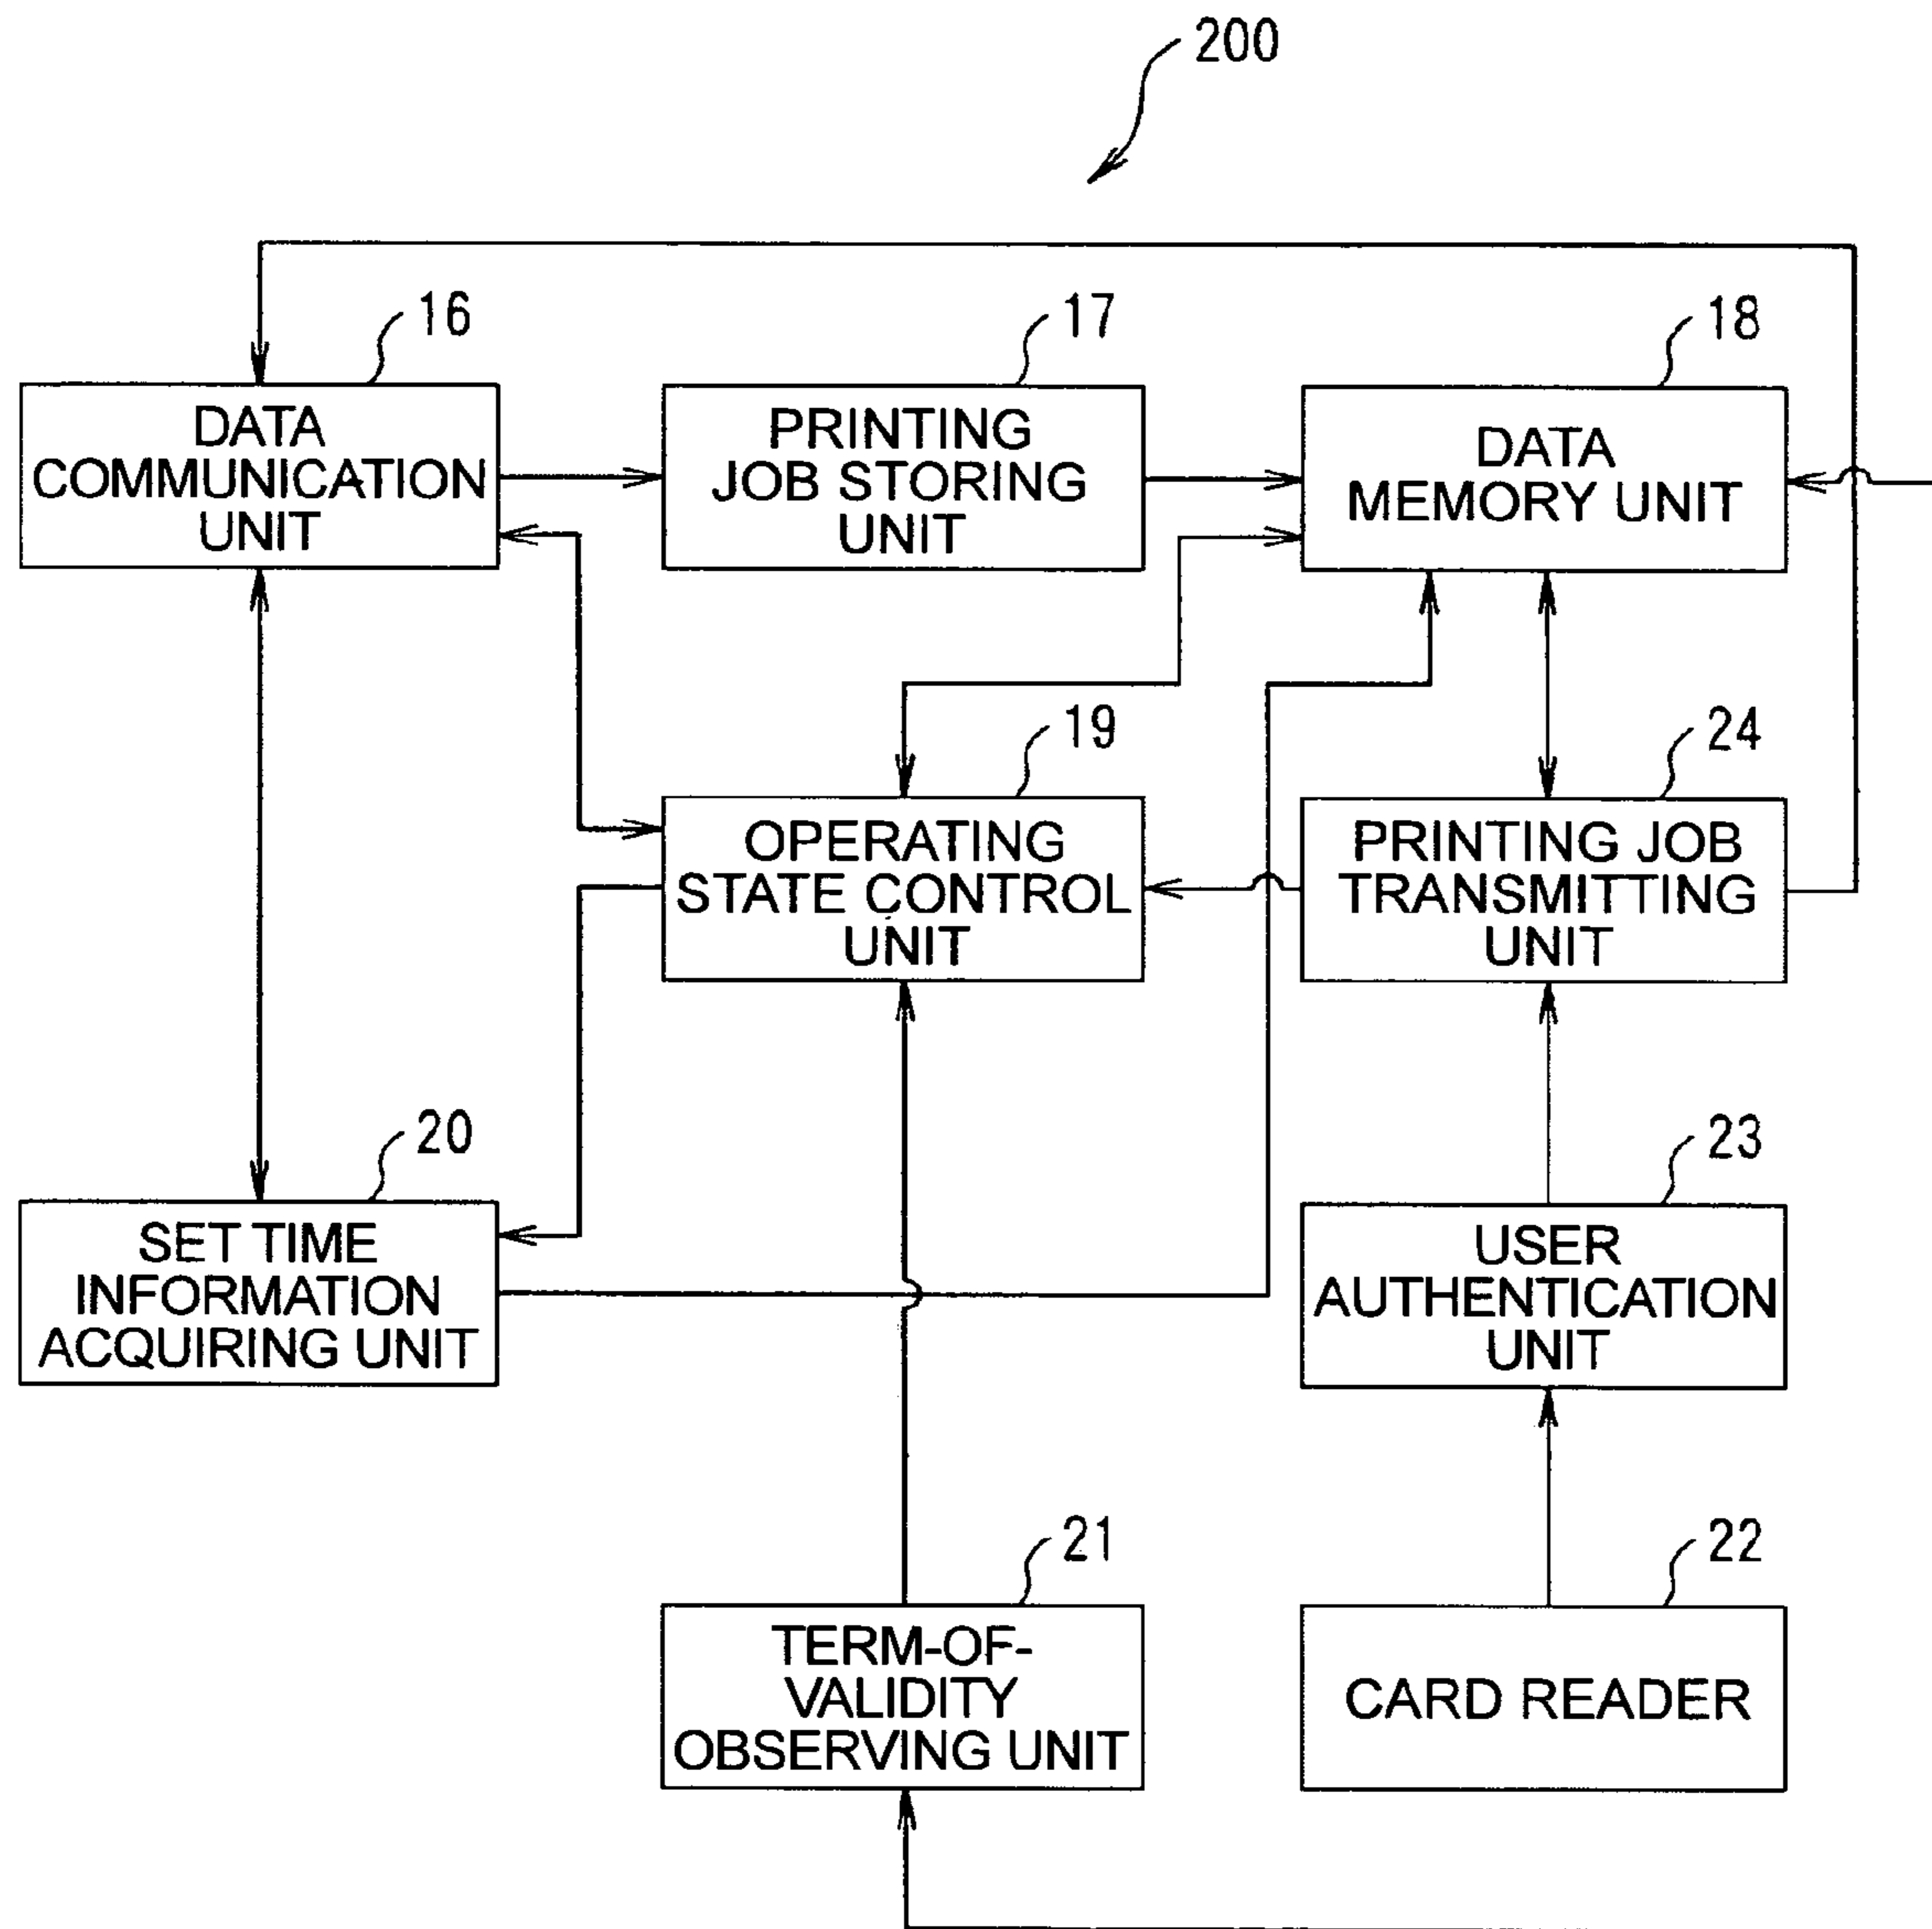 200
16
DATA
COMMUNICATION
UNIT
17
PRINTING
JOB STORING
UNIT
18
DATA
MEMORY UNIT
19
OPERATING
STATE CONTROL
UNIT
24
PRINTING JOB
TRANSMITTING
UNIT
20
SET TIME
INFORMATION
ACQUIRING UNIT
23
USER
AUTHENTICATION
UNIT
21
TERM-OF-
VALIDITY
OBSERVING UNIT
22
CARD READER